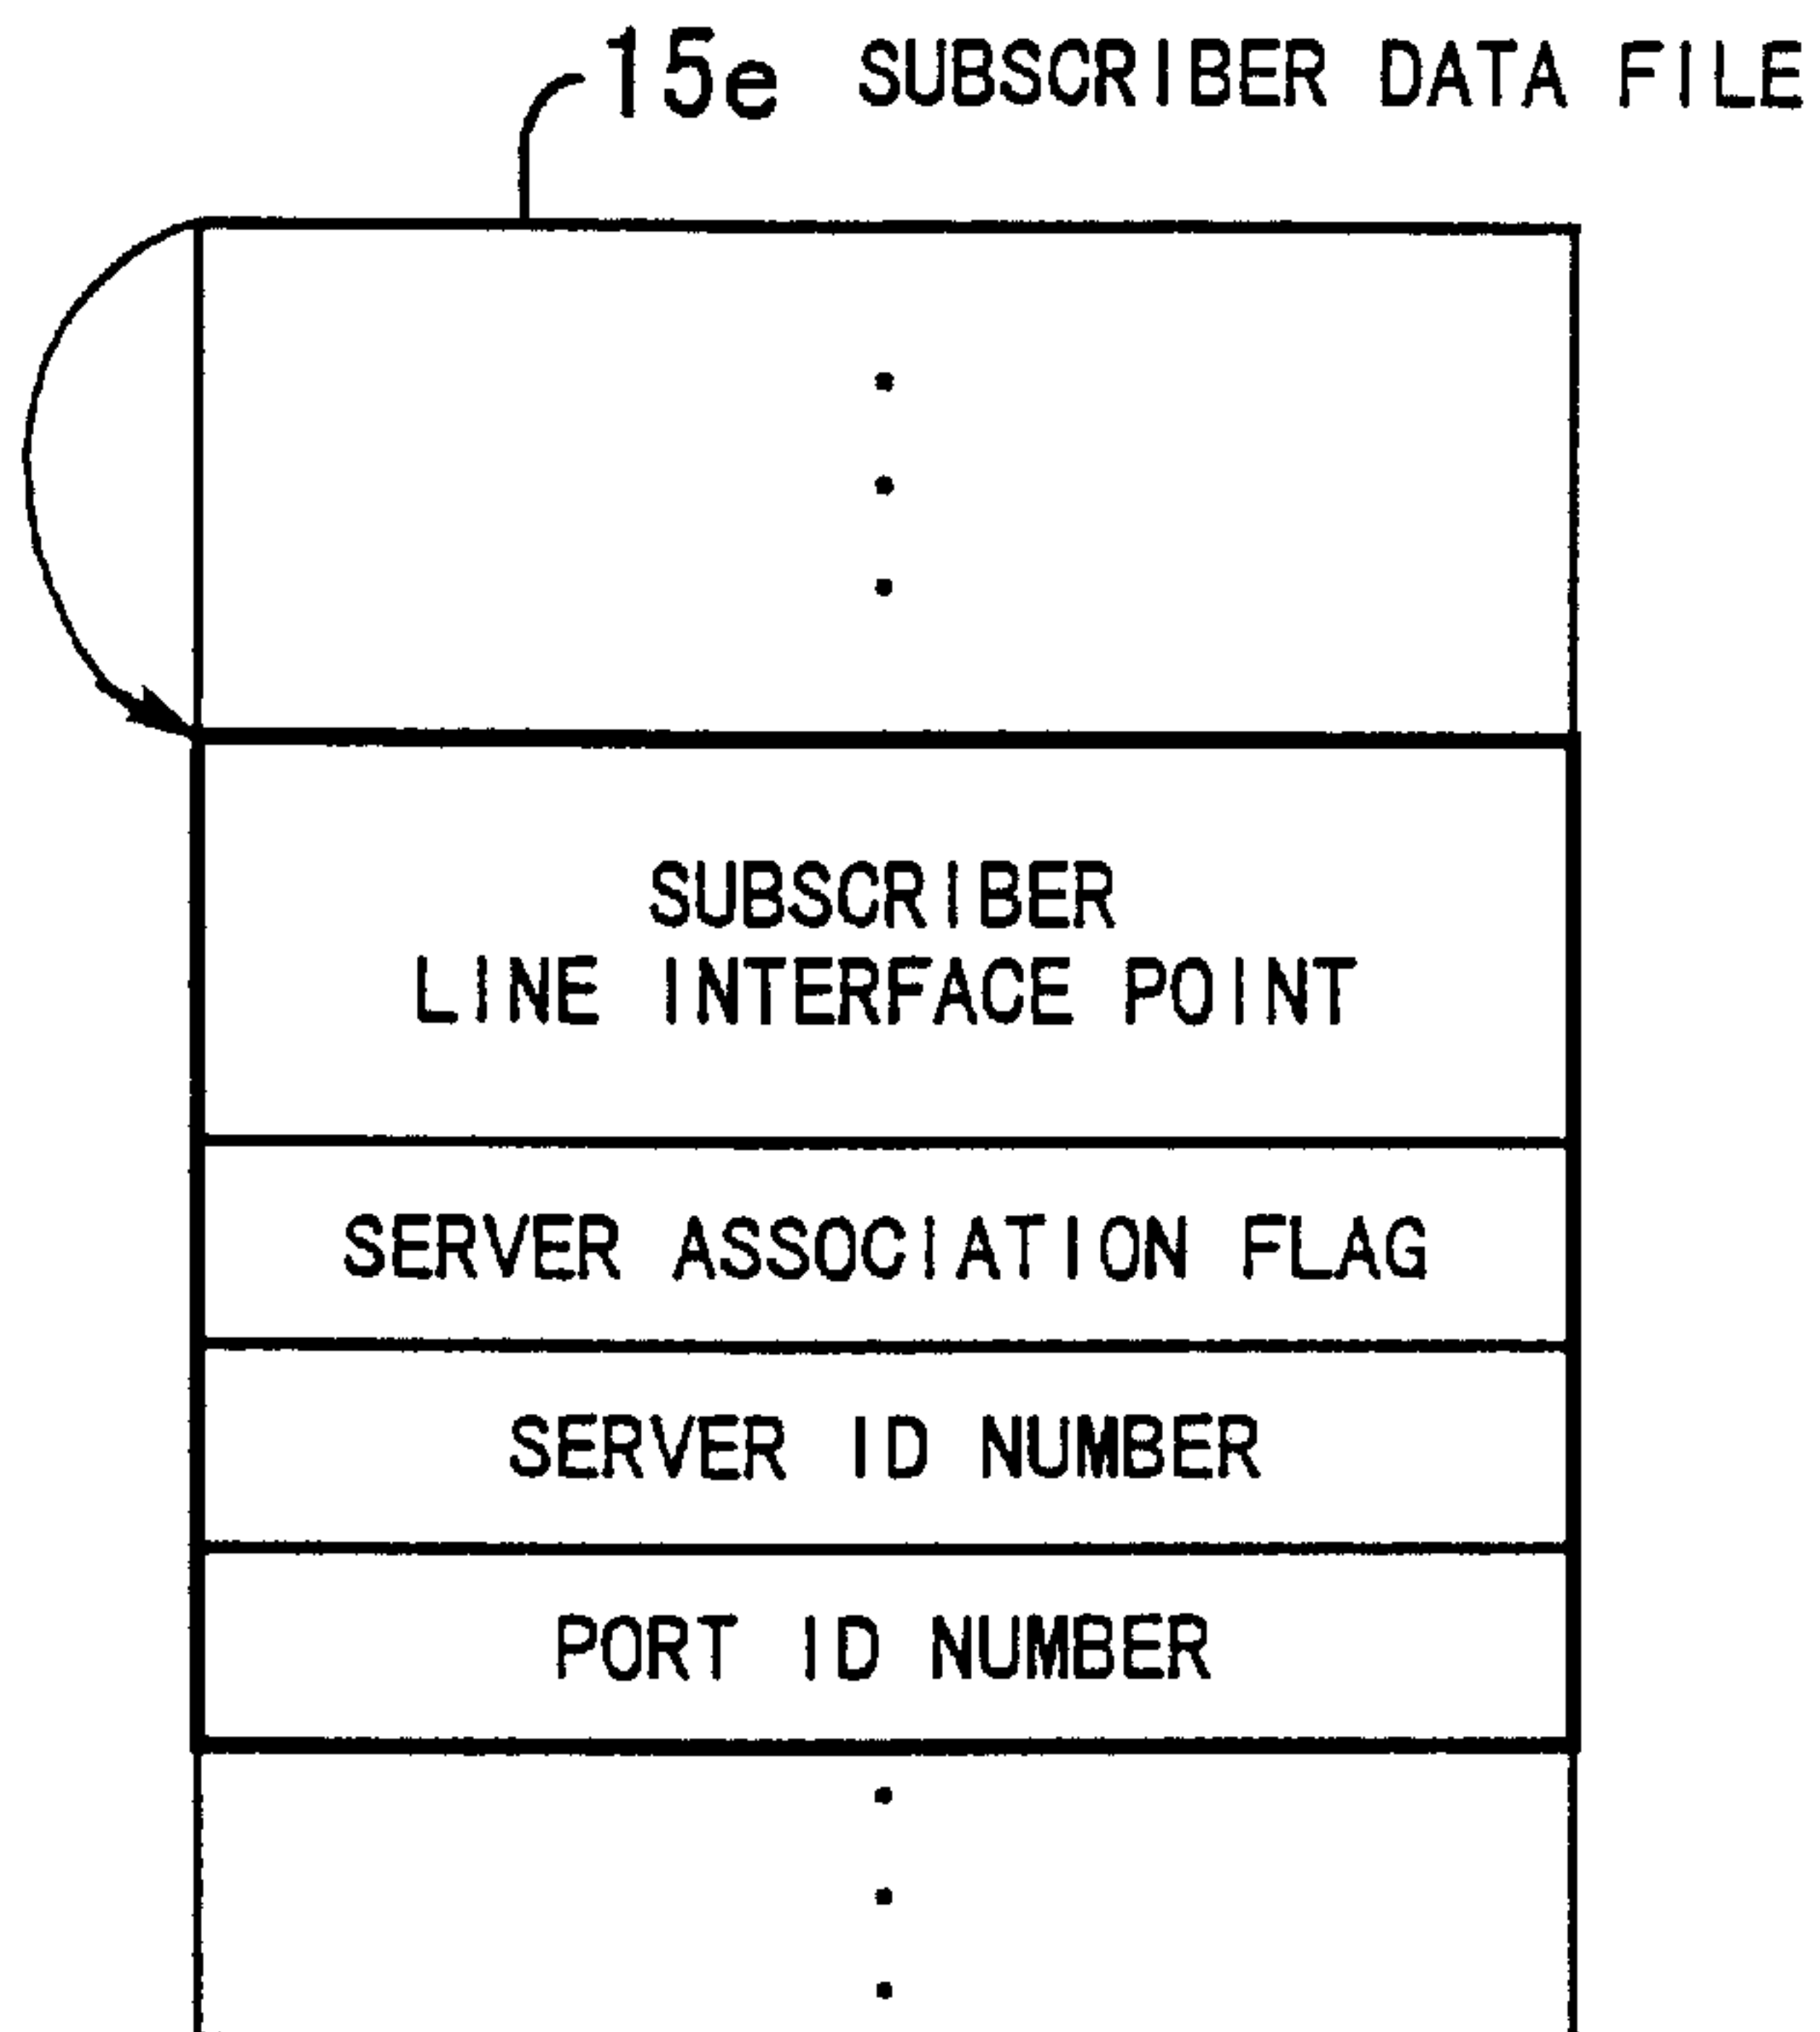 15e SUBSCRIBER DATA FILE
SUBSCRIBER
LINE INTERFACE POINT
SERVER ASSOCIATION FLAG
SERVER ID NUMBER
PORT ID NUMBER